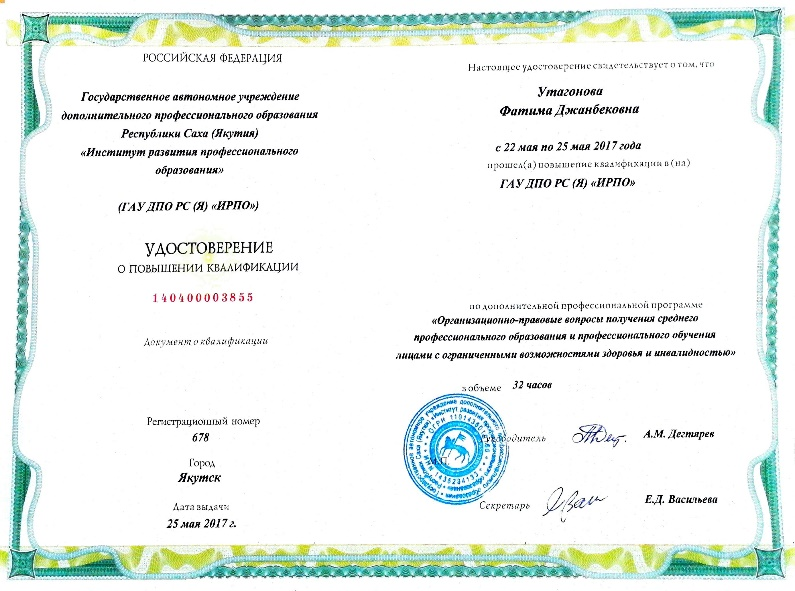 РОССИЙСКАЯ ФЕДЕРАЦИЯ
Государственное автономное учреждение
дополнительного профессионального образования
Республики Саха (Якутия)
«Институт развития профессионального
образования»
(ГАУ ДПО РС (Я) «ИРПО»)
УДОСТОВЕРЕНИЕ
О ПОВЫШЕНИИ КВАЛИФИКАЦИИ
140400003855
Документ о квалификации
Регистрационный номер
678
Город
Якутск
Дата выдачи
25 мая 2017 г.
Настоящее удостоверение свидетельствует о том, что
Утагонова
Фатима Джанбековна
с 22 мая по 25 мая 2017 года
прошел(а) повышение квалификации в (на)
ГАУ ДПО РС (Я) «ИРПО»
по дополнительной профессиональной программе
«Организационно-правовые вопросы получения среднего
профессионального образования и профессионального обучения
лицами с ограниченными возможностями здоровья и инвалидностью»
в объеме 32 часов
Руководитель А.М. Дегтярев
М.П.
Секретарь Е.Д. Васильева